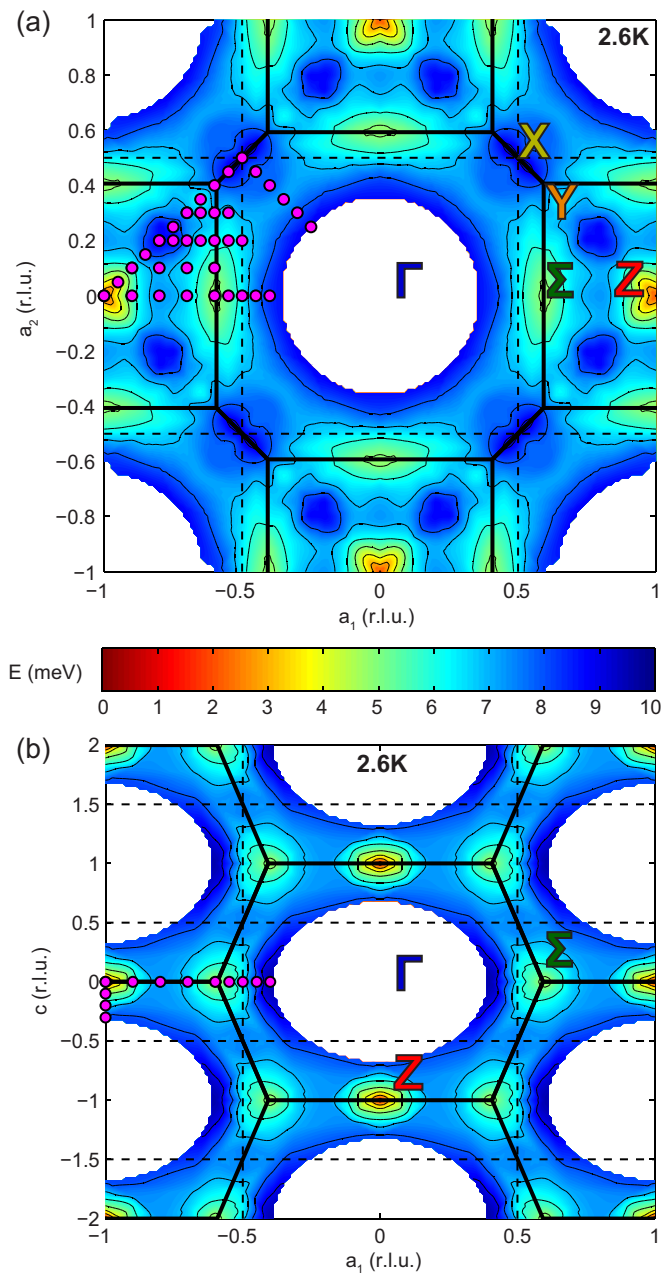 (a)
2.6K
1
0.8
0.6
0.4
0.2
0
−0.2
−0.4
−0.6
−0.8
−1
a2 (r.l.u.)
X
Y
Γ
Σ
Z
−1
−0.5
0
0.5
1
a1 (r.l.u.)
E (meV)
0 1 2 3 4 5 6 7 8 9 10
(b)
2.6K
2
1.5
1
0.5
0
−0.5
−1
−1.5
−2
c (r.l.u.)
Σ
Γ
Z
−1
−0.5
0
0.5
1
a1 (r.l.u.)